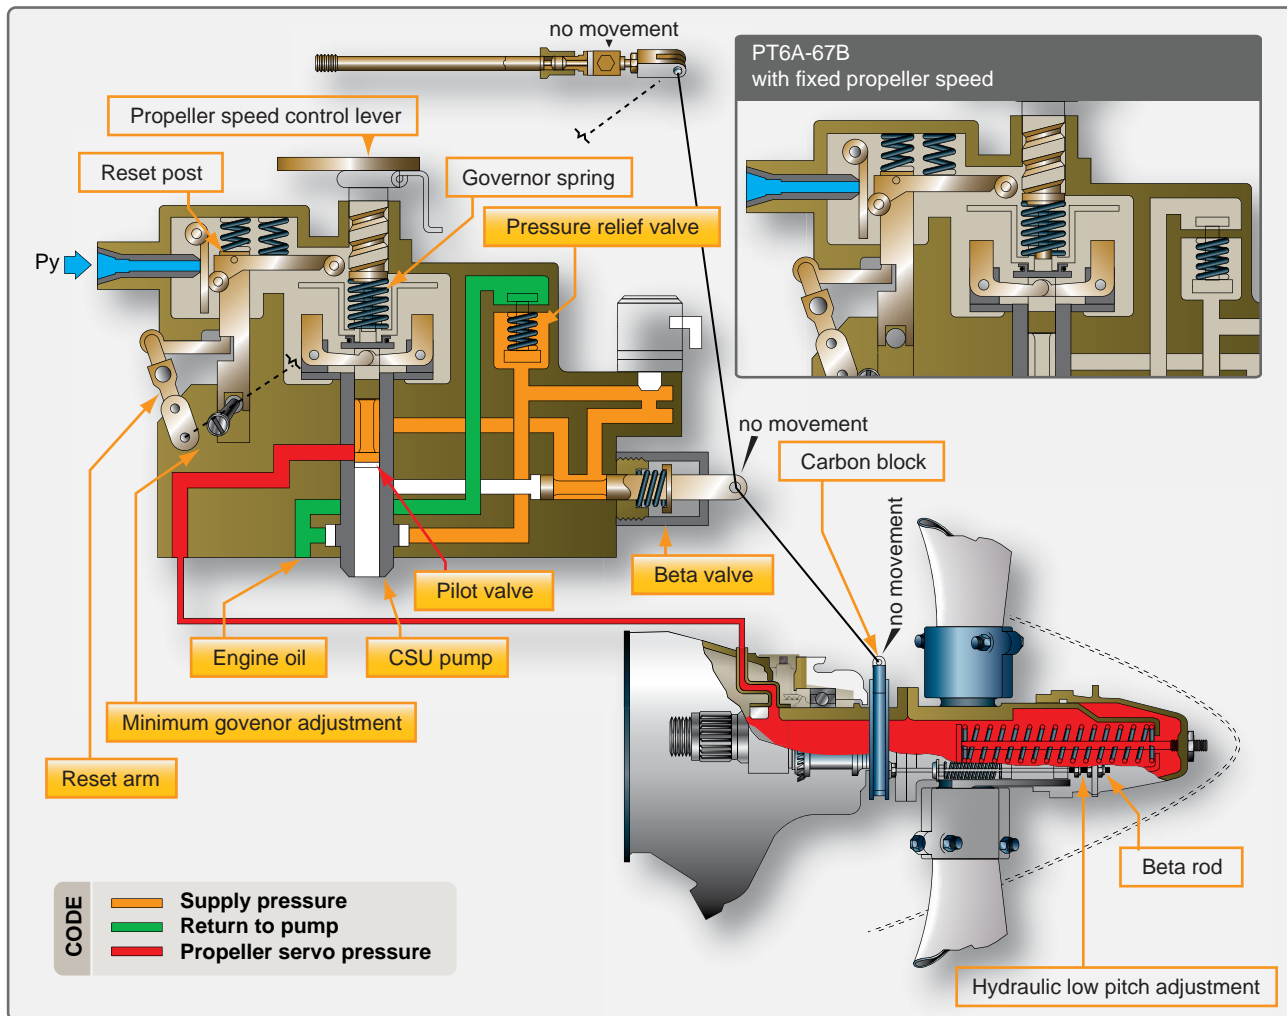 no movement
PT6A-67B
with fixed propeller speed
Propeller speed control lever
Reset post
Governor spring
Pressure relief valve
Py
no movement
Carbon block
no movement
Beta valve
Pilot valve
Engine oil
CSU pump
Minimum govenor adjustment
Reset arm
Beta rod
Hydraulic low pitch adjustment
CODE
Supply pressure
Return to pump
Propeller servo pressure